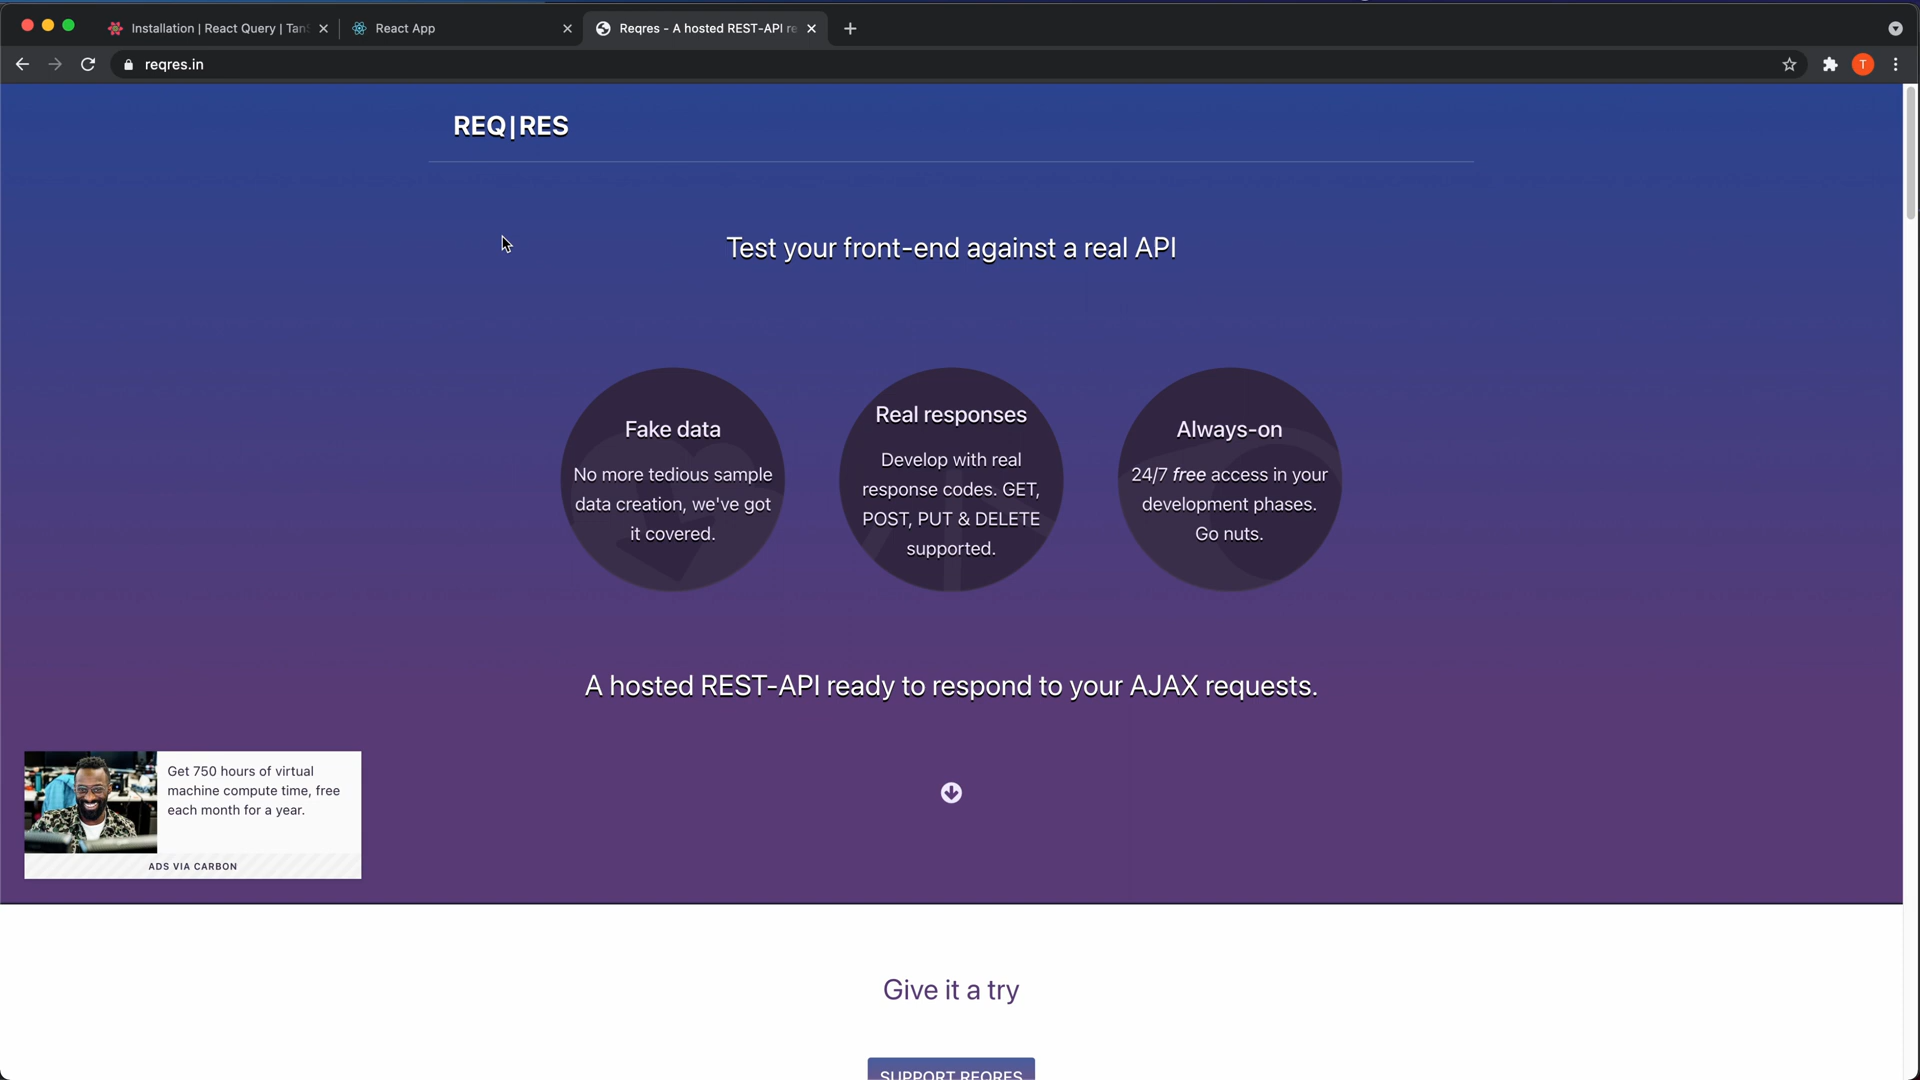 Installation | React Query | Tan
React App
Reqres - A hosted REST-API re
reqres.in
T
REQ|RES
Test your front-end against a real API
Fake data
No more tedious sample
data creation, we've got
it covered.
Real responses
Develop with real
response codes. GET,
POST, PUT & DELETE
supported.
Always-on
24/7 free access in your
development phases.
Go nuts.
A hosted REST-API ready to respond to your AJAX requests.
Get 750 hours of virtual
machine compute time, free
each month for a year.
ADS VIA CARBON
Give it a try
SUPPORT REQRES